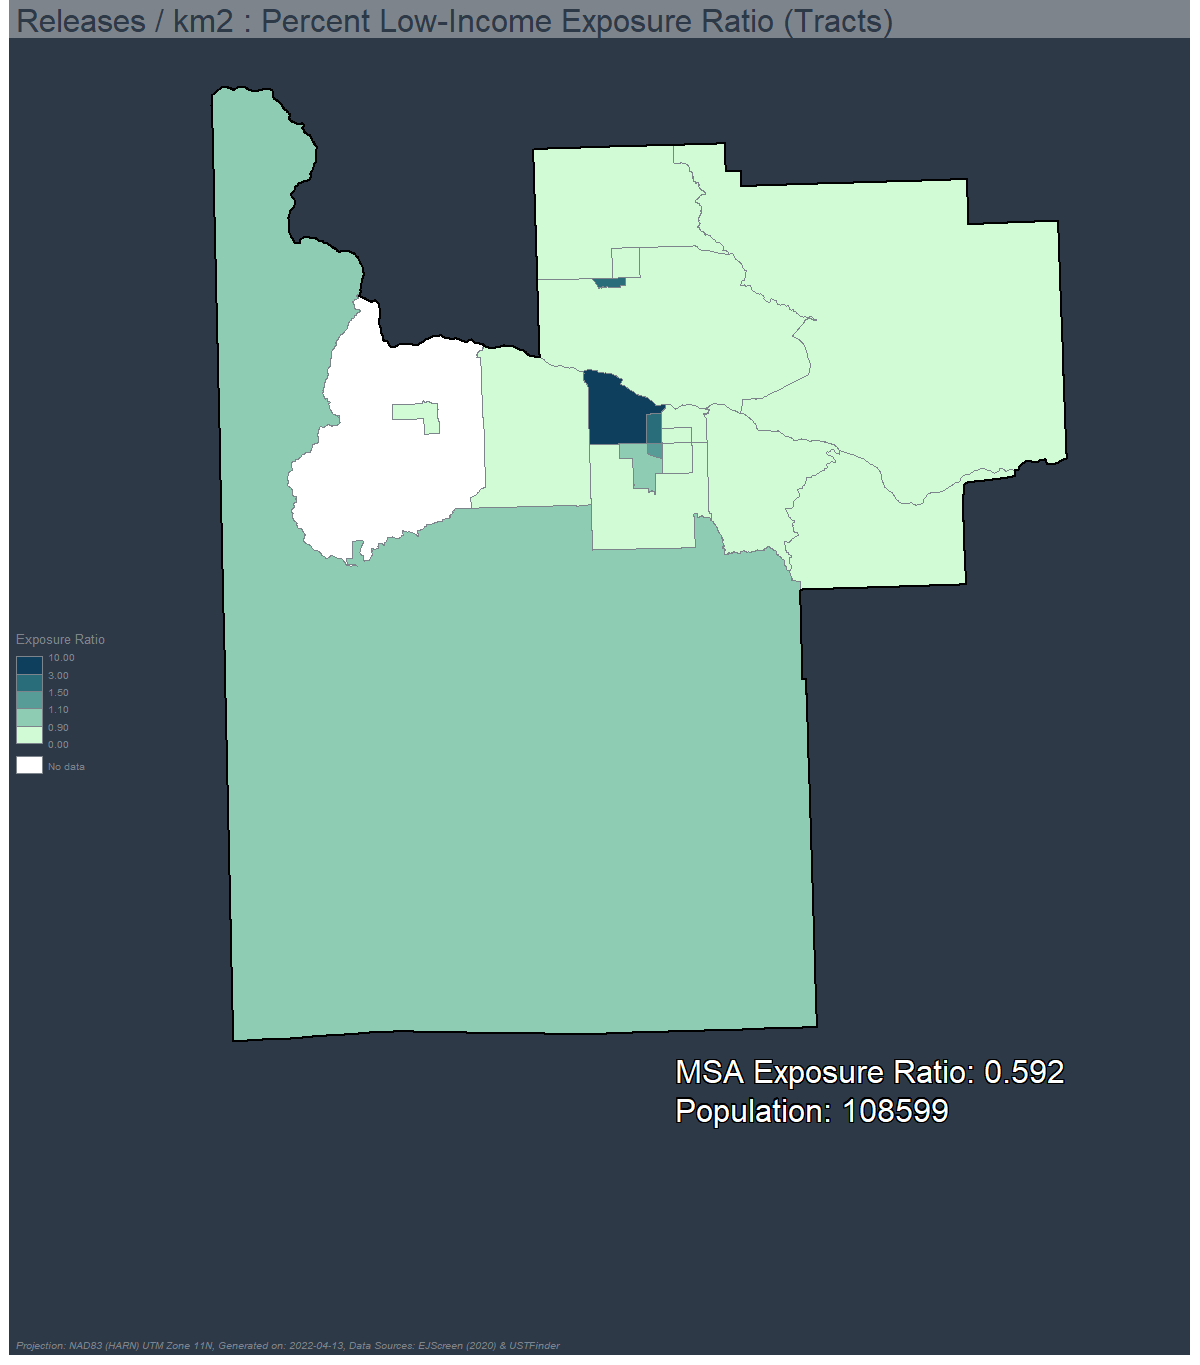 Releases / km2 : Percent Low-Income Exposure Ratio (Tracts)
Exposure Ratio
10.00
3.00
1.50
1.10
0.90
0.00
No data
MSA Exposure Ratio: 0.592
Population: 108599
Projection: NAD83 (HARN) UTM Zone 11N, Generated on: 2022-04-13, Data Sources: EJScreen (2020) & USTFinder